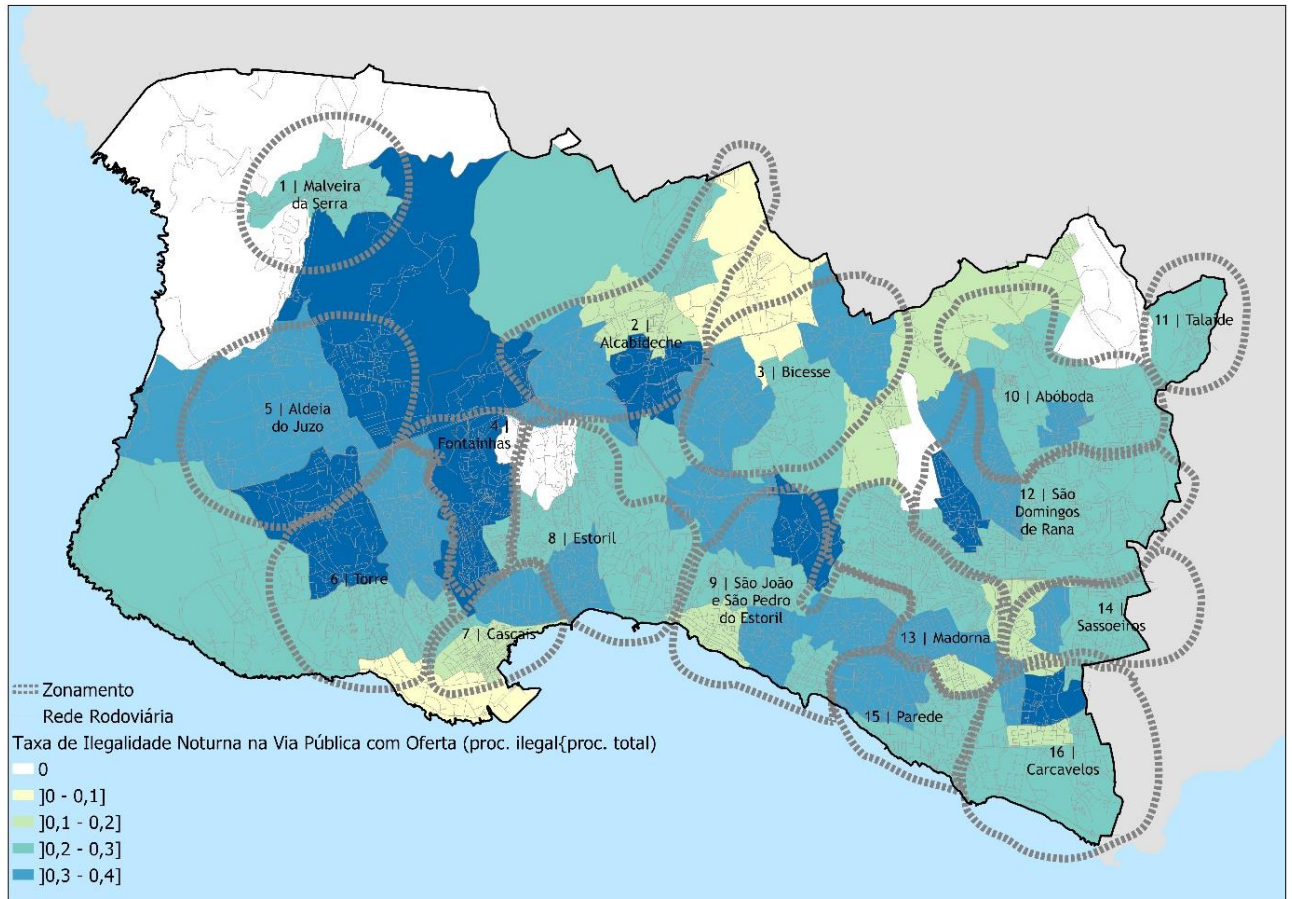 1 | Malveira
da Serra
2 |
Alcabideche
3 | Bicesse
11 | Talaíde
10 | Abóboda
5 | Aldeia
do Juzo
4 |
Fontainhas
12 | São
Domingos
de Rana
8 | Estoril
6 | Torre
9 | São João
e São Pedro
do Estoril
14 |
Sassoeiros
7 | Cascais
13 | Madorna
15 | Parede
16 |
Carcavelos
Zonamento
Rede Rodoviária
Taxa de Ilegalidade Noturna na Via Pública com Oferta (proc. ilegal{proc. total)
0
]0 - 0,1]
]0,1 - 0,2]
]0,2 - 0,3]
]0,3 - 0,4]